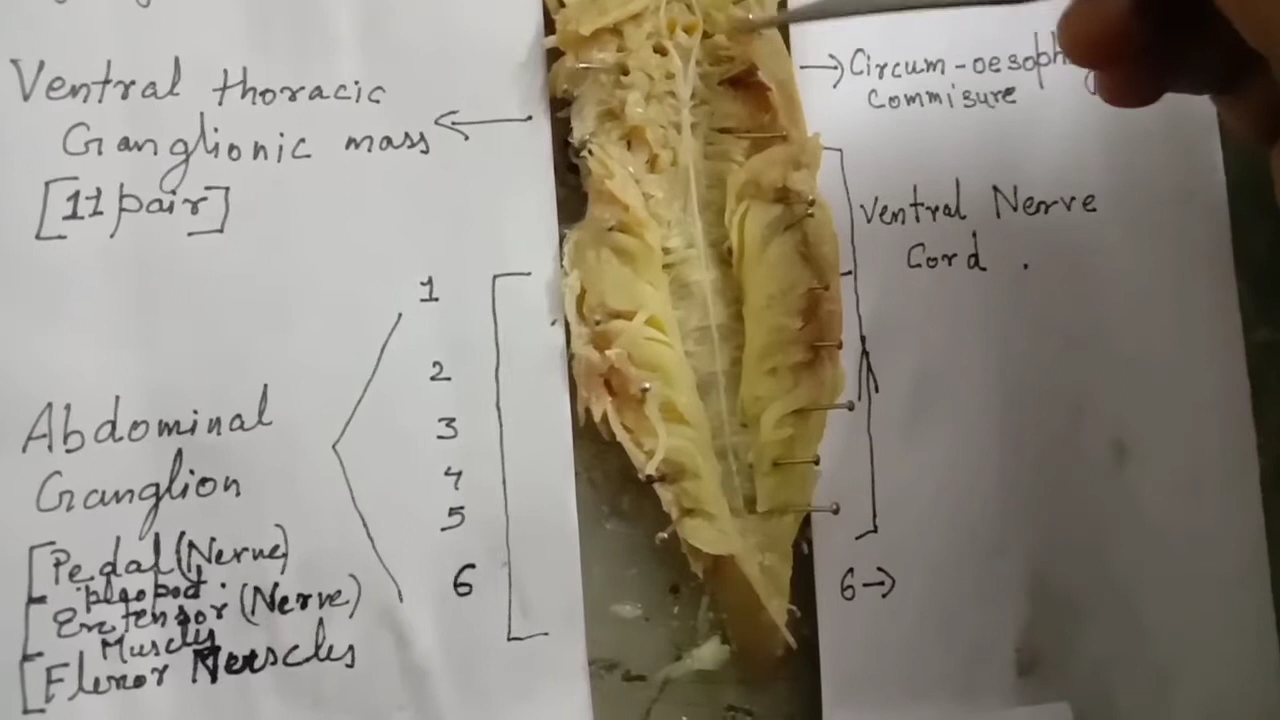 Ventral thoracic
Ganglionic mass
[11 pair]
Circum-oesoph
Commisure
Ventral Nerve
Cord .
1
2
3
4
5
6
Abdominal
Ganglion
Pedal (Nerve)
pleopod
Extensor (Nerve)
Muscles
Flexor Muscles
6 →